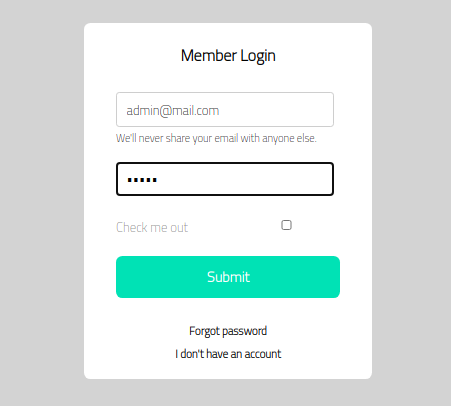 Member Login
admin@mail.com
We'll never share your email with anyone else.
•••••
Check me out
Submit
Forgot password
I don't have an account